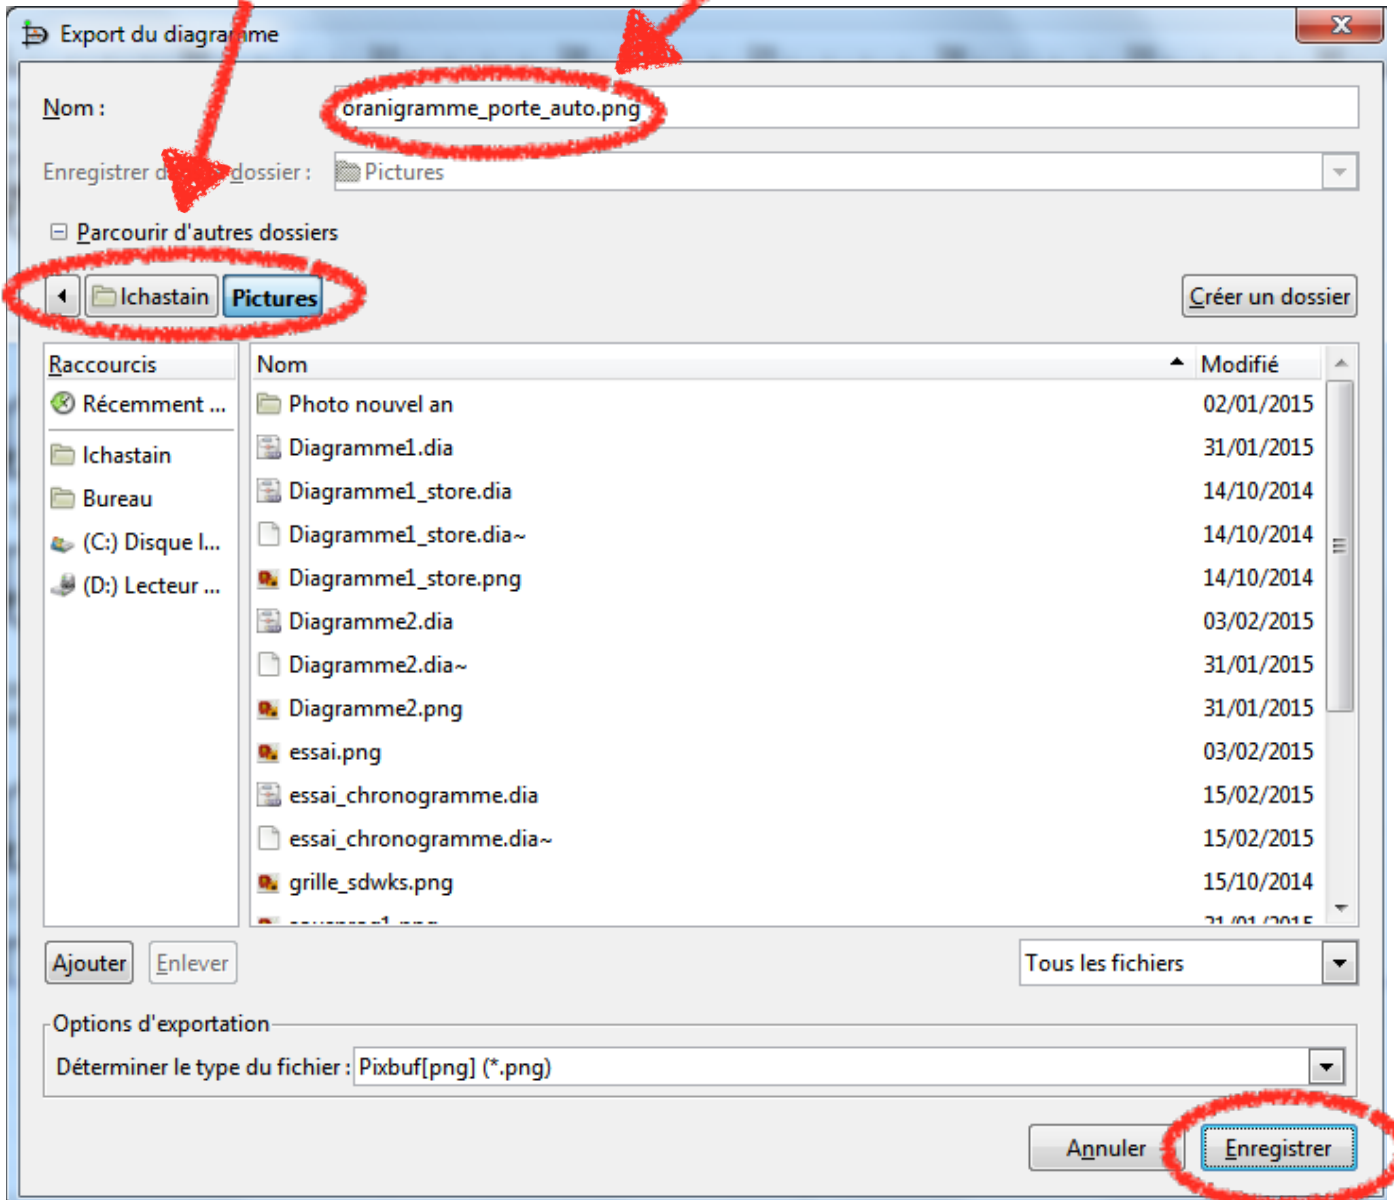 Export du diagramme
Nom :
oranigramme_porte_auto.png
Enregistrer dossier :
Pictures
Parcourir d'autres dossiers
lchastain
Pictures
Créer un dossier
Raccourcis
Nom
Modifié
Récemment ...
Photo nouvel an
02/01/2015
lchastain
Diagramme1.dia
31/01/2015
Bureau
Diagramme1_store.dia
14/10/2014
(C:) Disque l...
Diagramme1_store.dia~
14/10/2014
(D:) Lecteur ...
Diagramme1_store.png
14/10/2014
Diagramme2.dia
03/02/2015
Diagramme2.dia~
31/01/2015
Diagramme2.png
31/01/2015
essai.png
03/02/2015
essai_chronogramme.dia
15/02/2015
essai_chronogramme.dia~
15/02/2015
grille_sdwks.png
15/10/2014
Ajouter
Enlever
Tous les fichiers
Options d'exportation
Déterminer le type du fichier :
Pixbuf[png] (*.png)
Annuler
Enregistrer